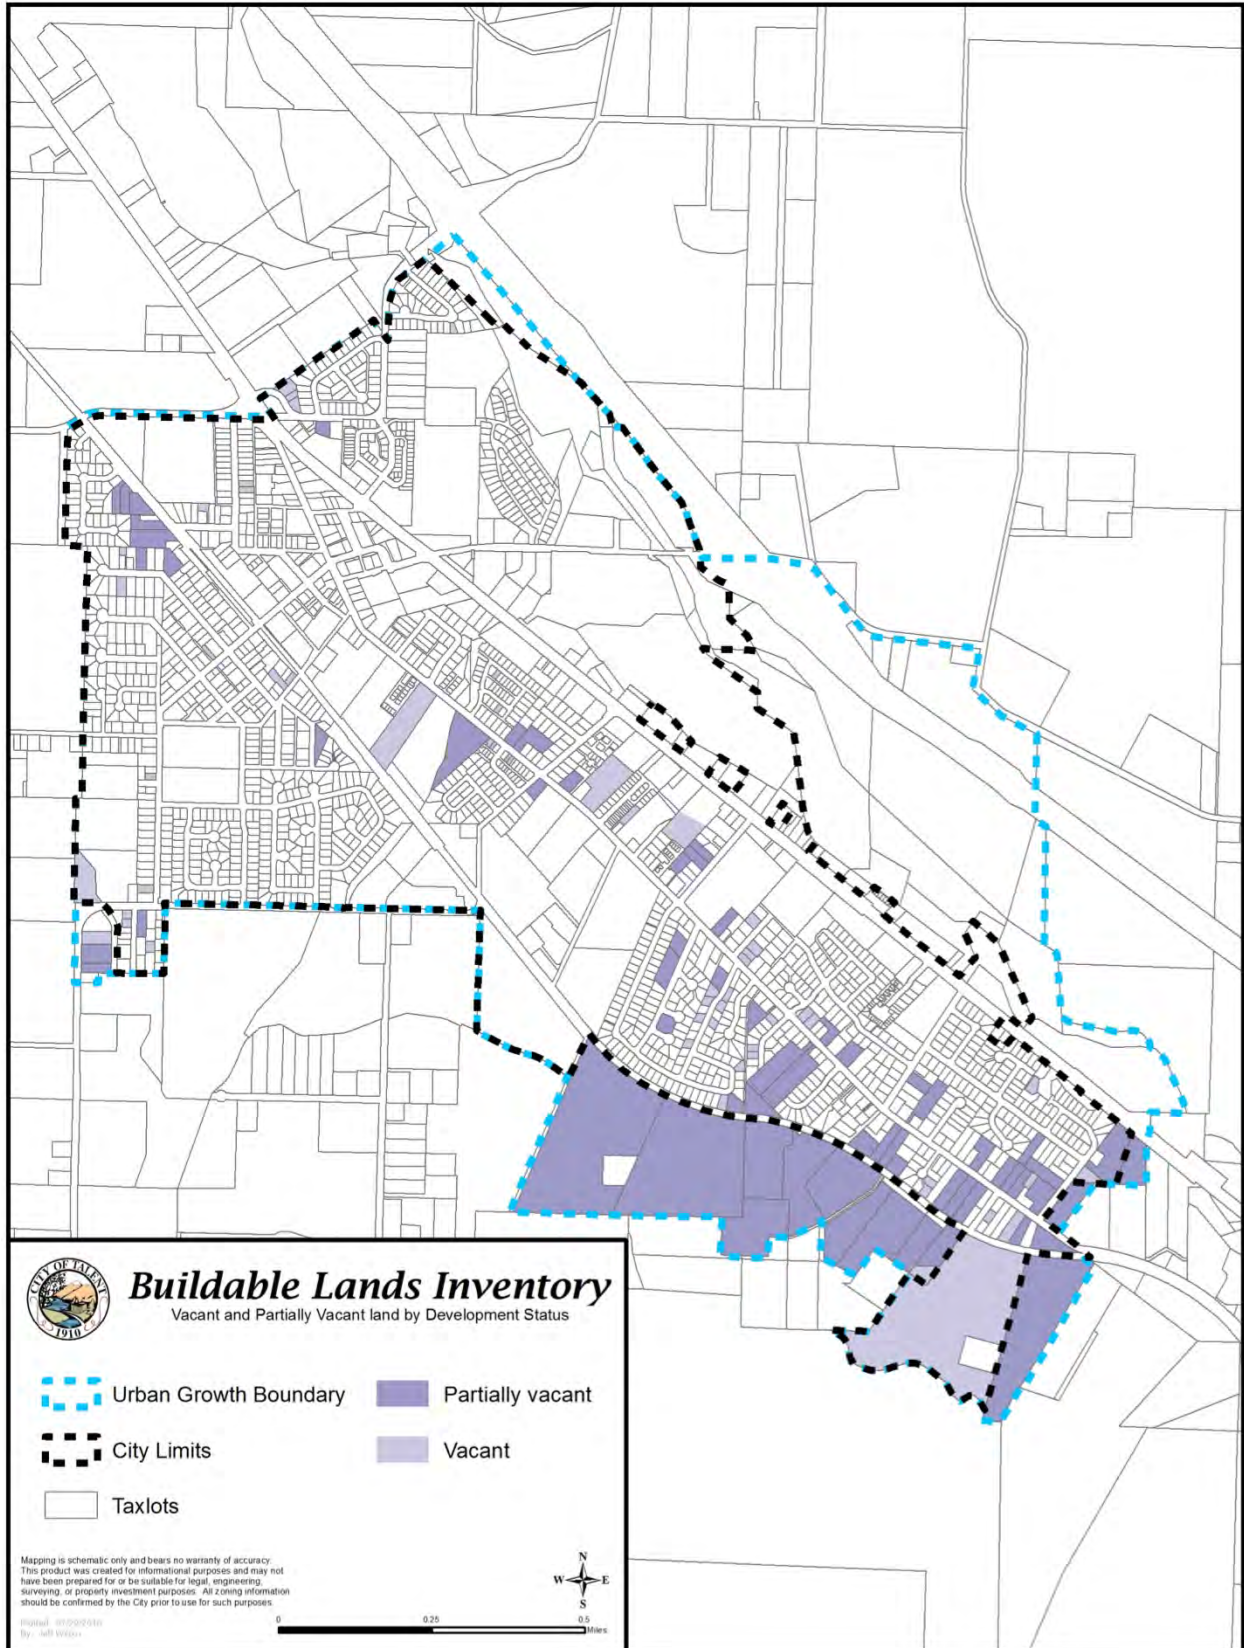 CITY OF TALENT
1910
Buildable Lands Inventory
Vacant and Partially Vacant land by Development Status
Urban Growth Boundary
Partially vacant
City Limits
Vacant
Taxlots
Mapping is schematic only and bears no warranty of accuracy.
This product was created for informational purposes and may not
have been prepared for or be suitable for legal, engineering,
surveying, or property investment purposes. All zoning information
should be confirmed by the City prior to use for such purposes.
By: Jeff
N
W E
S
0 0.25 0.5
Miles